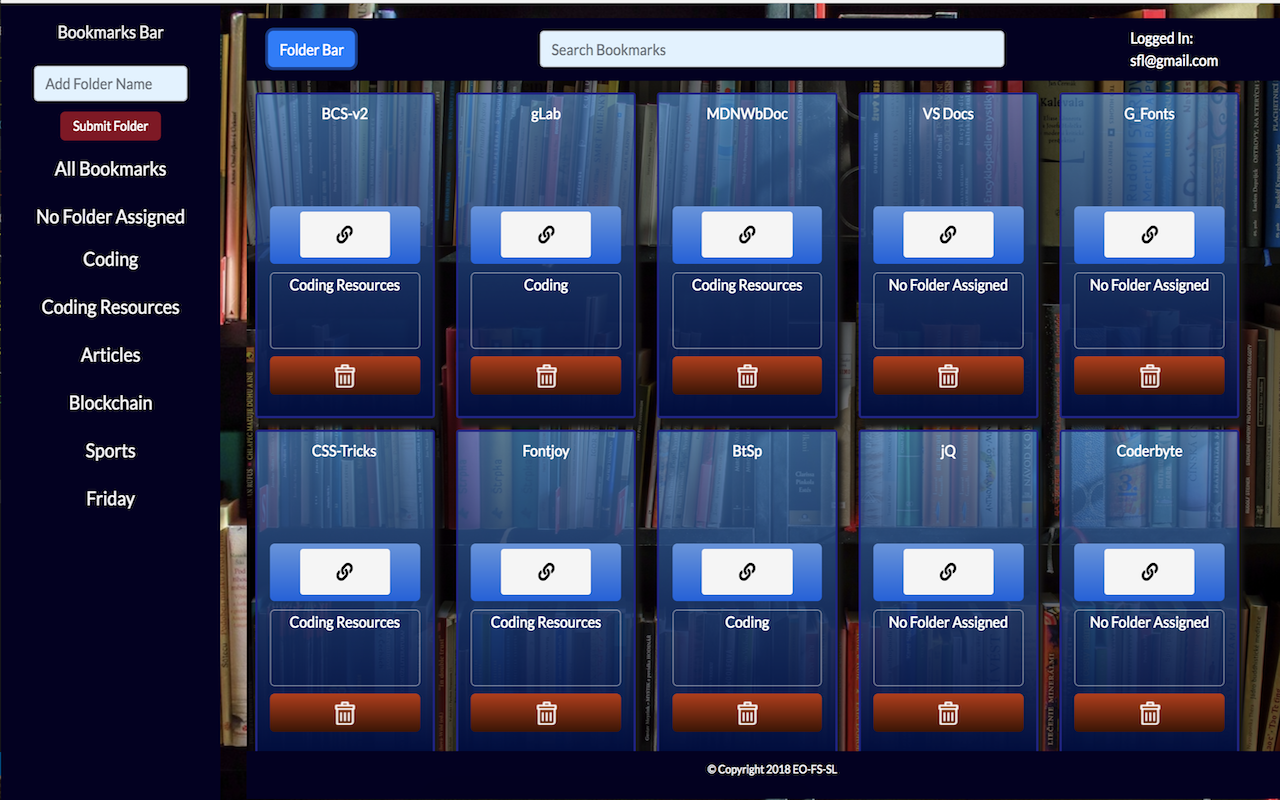 Bookmarks Bar
Add Folder Name
Submit Folder
All Bookmarks
No Folder Assigned
Coding
Coding Resources
Articles
Blockchain
Sports
Friday
Folder Bar
Search Bookmarks
Logged In:
sfl@gmail.com
BCS-v2
gLab
MDNWbDoc
VS Docs
G_Fonts
Coding Resources
Coding
Coding Resources
No Folder Assigned
No Folder Assigned
CSS-Tricks
Fontjoy
BtSp
jQ
Coderbyte
Coding Resources
Coding Resources
Coding
No Folder Assigned
No Folder Assigned
© Copyright 2018 EO-FS-SL